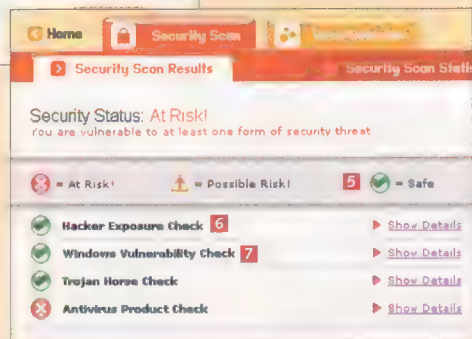 Home
Security Scan
Security Scan Results
Security Scan Statis
Security Status: At Risk!
You are vulnerable to at least one form of security threat
= At Risk!
= Possible Risk!
5
= Safe
Hacker Exposure Check 6
Show Details
Windows Vulnerability Check 7
Show Details
Trojan Horse Check
Show Details
Antivirus Product Check
Show Details